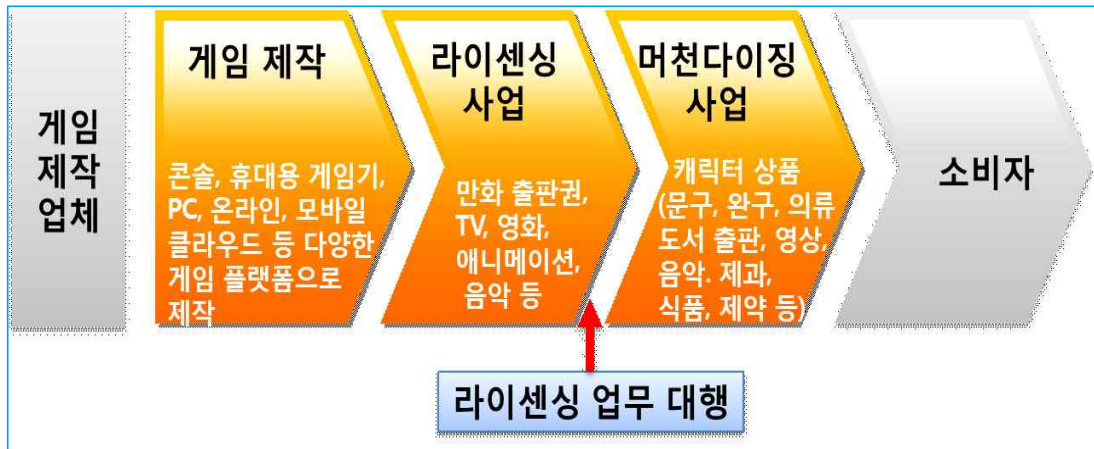 게임
제작
업체
게임 제작
콘솔, 휴대용 게임기,
PC, 온라인, 모바일
클라우드 등 다양한
게임 플랫폼으로
제작
라이센싱
사업
만화 출판권,
TV, 영화,
애니메이션,
음악 등
머천다이징
사업
캐릭터 상품
(문구, 완구, 의류
도서 출판, 영상,
음악. 제과,
식품, 제약 등)
소비자
라이센싱 업무 대행